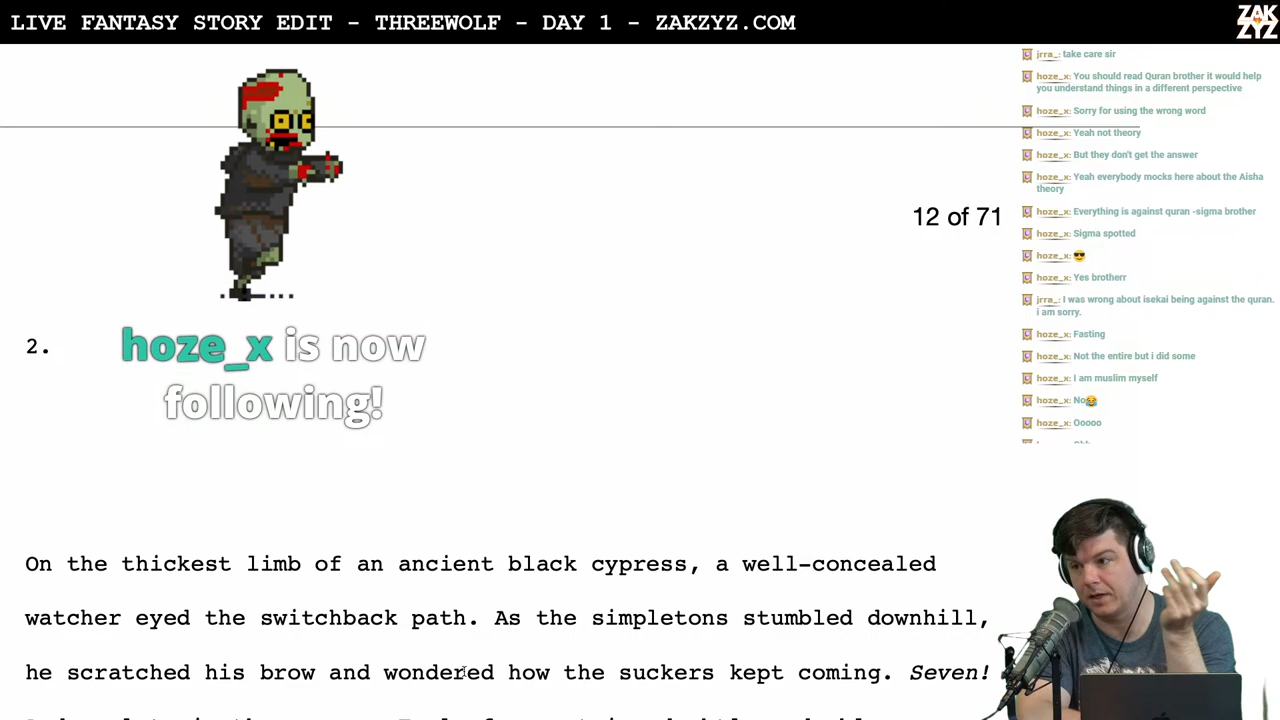 LIVE FANTASY STORY EDIT - THREEWOLF - DAY 1 - ZAKZYZ.COM
ZAK
ZYZ
jrra_: take care sir
hoze_x: You should read Quran brother it would help
you understand things in a different perspective
hoze_x: Sorry for using the wrong word
hoze_x: Yeah not theory
hoze_x: But they don't get the answer
hoze_x: Yeah everybody mocks here about the Aisha
theory
hoze_x: Everything is against quran -sigma brother
hoze_x: Sigma spotted
hoze_x: 😎
hoze_x: Yes brotherr
jrra_: I was wrong about isekai being against the quran.
i am sorry.
hoze_x: Fasting
hoze_x: Not the entire but i did some
hoze_x: I am muslim myself
hoze_x: No😂
hoze_x: Ooooo
12 of 71
2.
hoze_x is now
following!
On the thickest limb of an ancient black cypress, a well-concealed
watcher eyed the switchback path. As the simpletons stumbled downhill,
he scratched his brow and wondered how the suckers kept coming. Seven!